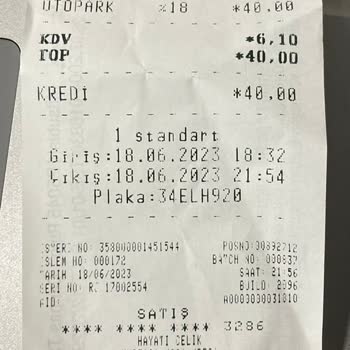 OTOPARK %18 *40.00
KDV *6,10
TOP *40,00
KREDİ *40,00
1 standart
Giriş:18.06.2023 18:32
Çıkış:18.06.2023 21:54
Plaka:34ELH920
İŞYERİ NO: 358000001451544 POSNO:00892712
İŞLEM NO: 000172 BATCH NO: 000637
TARİH 18/06/2023 SAAT: 21:56
SERİ NO: 17002554 BJILD: 2096
AID: A0000000031010
SATIŞ
**** **** **** 3286
HAYATİ ÇELİK